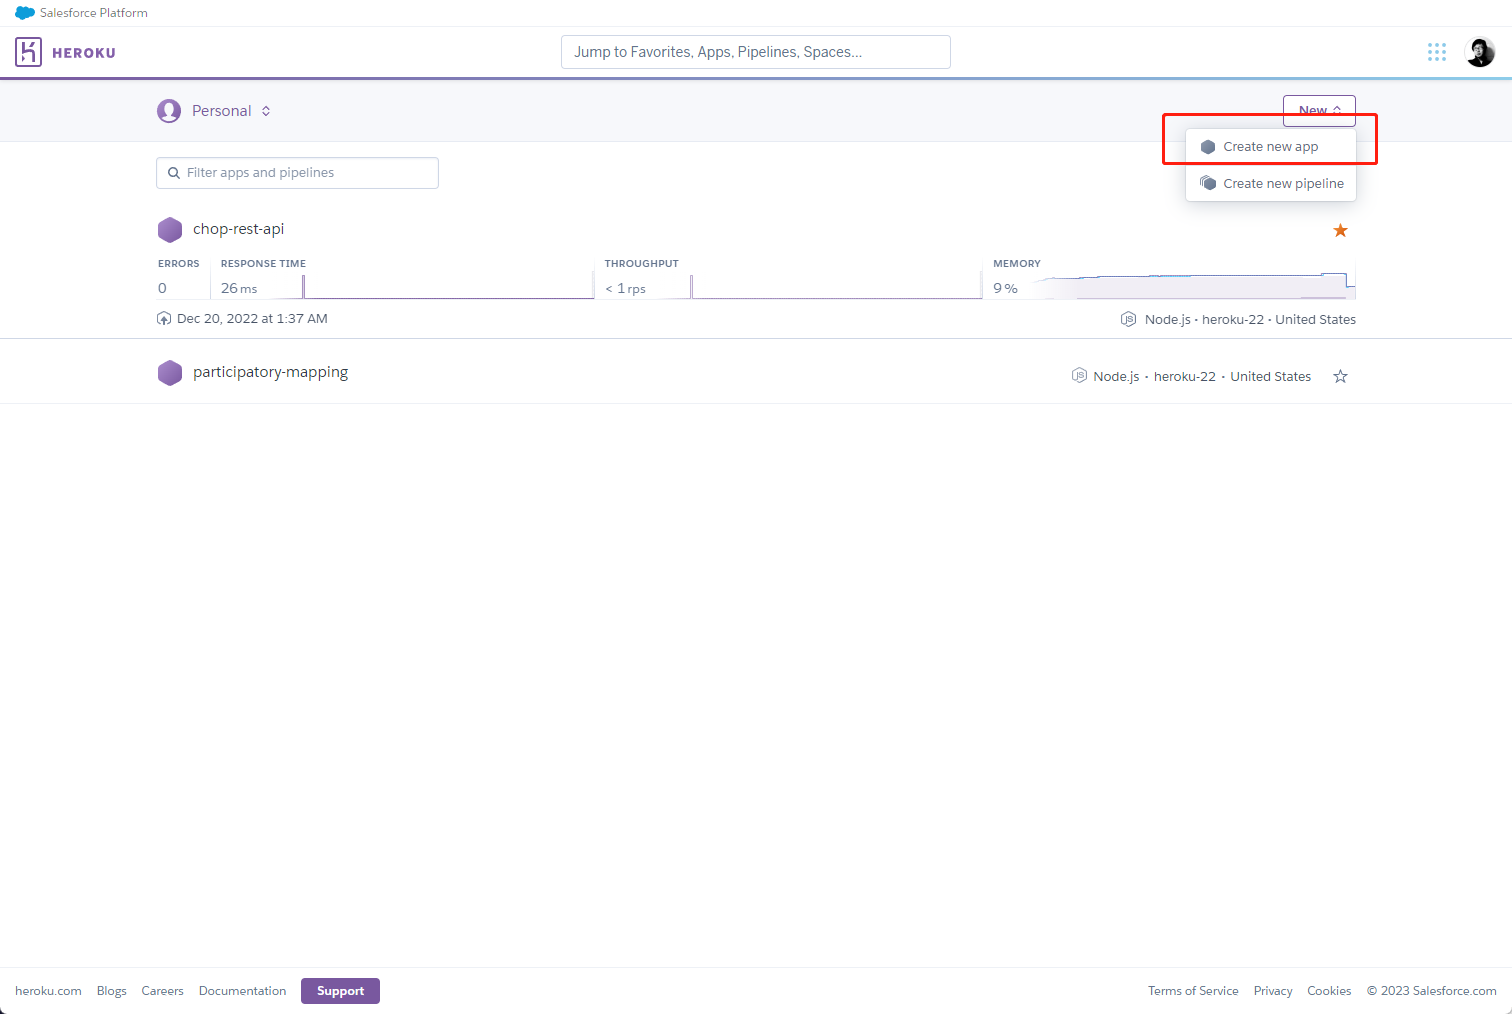 Salesforce Platform
HEROKU
Jump to Favorites, Apps, Pipelines, Spaces...
Personal
New
Create new app
Filter apps and pipelines
Create new pipeline
chop-rest-api
ERRORS RESPONSE TIME THROUGHPUT MEMORY
0 26 ms < 1 rps 9 %
Dec 20, 2022 at 1:37 AM
JS Node.js • heroku-22 • United States
participatory-mapping
JS Node.js • heroku-22 • United States
heroku.com Blogs Careers Documentation Support Terms of Service Privacy Cookies © 2023 Salesforce.com